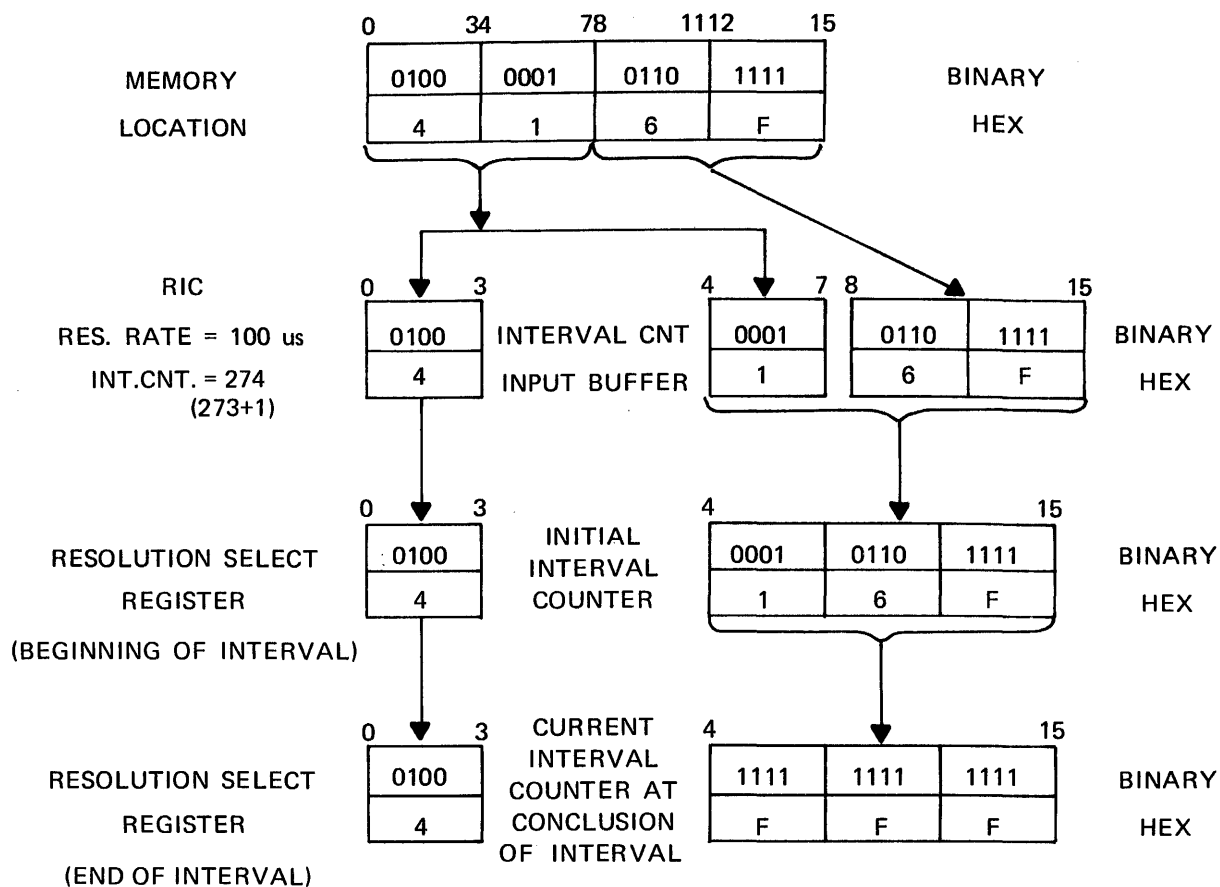 0 34 78 1112 15
MEMORY 0100 0001 0110 1111 BINARY
LOCATION 4 1 6 F HEX
0 3 4 7 8 15
RIC
RES. RATE = 100 us 0100 INTERVAL CNT 0001 0110 1111 BINARY
INT.CNT. = 274 4 INPUT BUFFER 1 6 F HEX
(273+1)
0 3 4 15
RESOLUTION SELECT 0100 INITIAL INTERVAL 0001 0110 1111 BINARY
REGISTER 4 COUNTER 1 6 F HEX
(BEGINNING OF INTERVAL)
0 3 CURRENT 4 15
INTERVAL
RESOLUTION SELECT 0100 COUNTER AT 1111 1111 1111 BINARY
REGISTER 4 CONCLUSION F F F HEX
OF INTERVAL
(END OF INTERVAL)